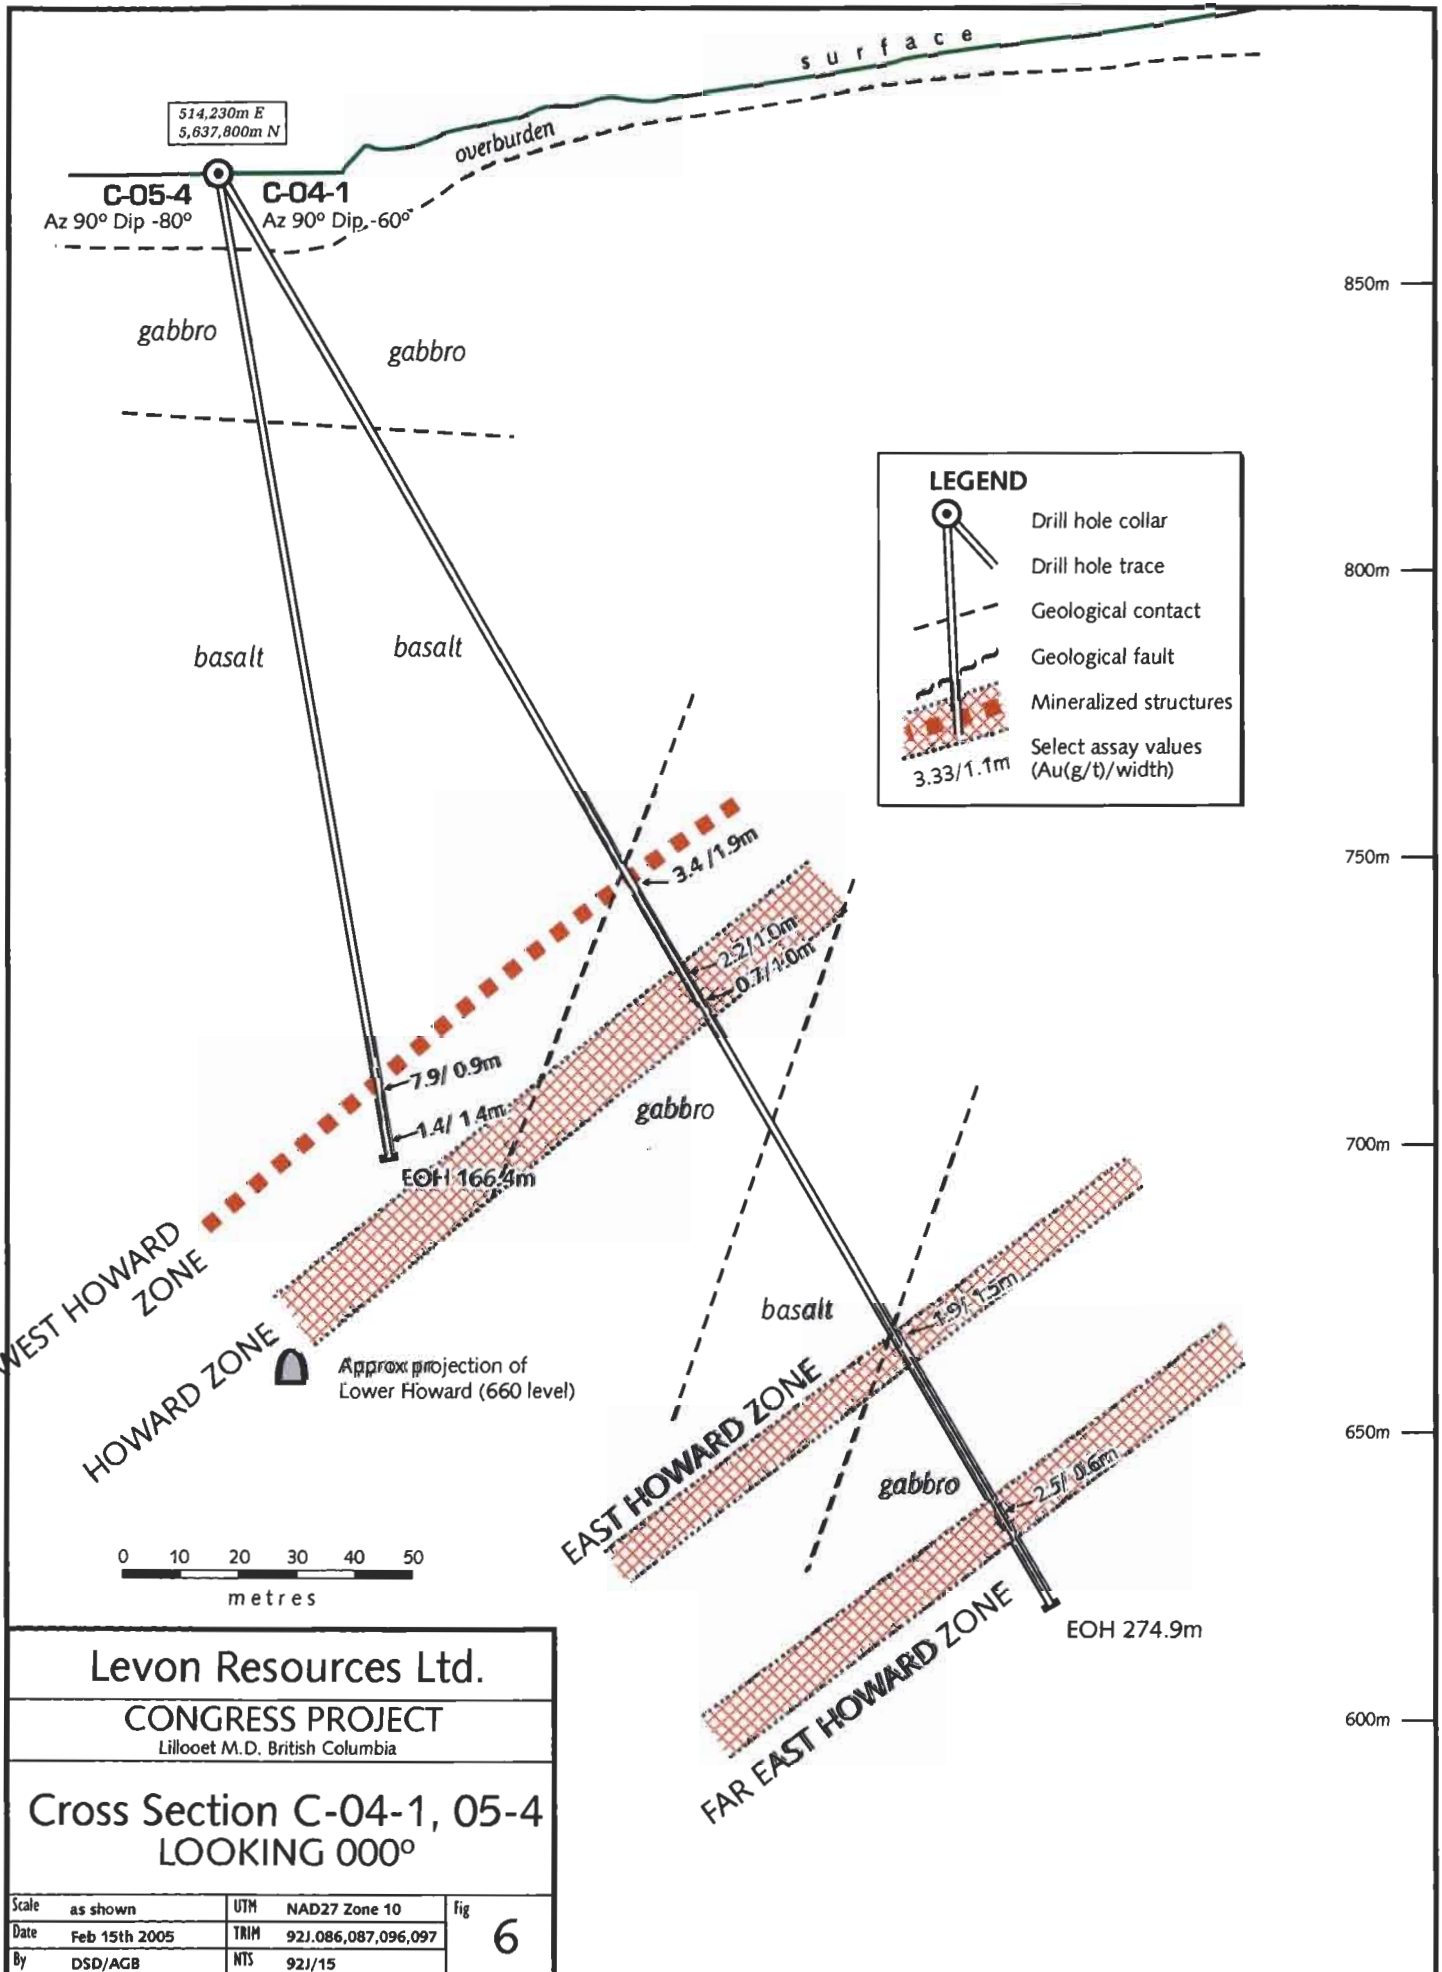 surface
514,230m E
5,637,800m N
overburden
C-05-4
Az 90º Dip -80º
C-04-1
Az 90º Dip -60º
850m
gabbro
gabbro
LEGEND
Drill hole collar
Drill hole trace
Geological contact
Geological fault
Mineralized structures
Select assay values
(Au(g/t)/width)
3.33/1.1m
800m
basalt
basalt
750m
3.4/1.9m
2.2/1.0m
0.7/1.0m
7.9/0.9m
1.4/1.4m
EOH 166.4m
gabbro
700m
WEST HOWARD
ZONE
HOWARD ZONE
Approx projection of
Lower Howard (660 level)
basalt
1.9/1.5m
EAST HOWARD ZONE
650m
gabbro
2.5/0.6m
FAR EAST HOWARD ZONE
EOH 274.9m
600m
0 10 20 30 40 50
metres
Levon Resources Ltd.
CONGRESS PROJECT
Lillooet M.D. British Columbia
Cross Section C-04-1, 05-4
LOOKING 000º
Scale as shown UTM NAD27 Zone 10 Fig
Date Feb 15th 2005 TRIM 92J.086,087,096,097 6
By DSD/AGB NTS 92J/15